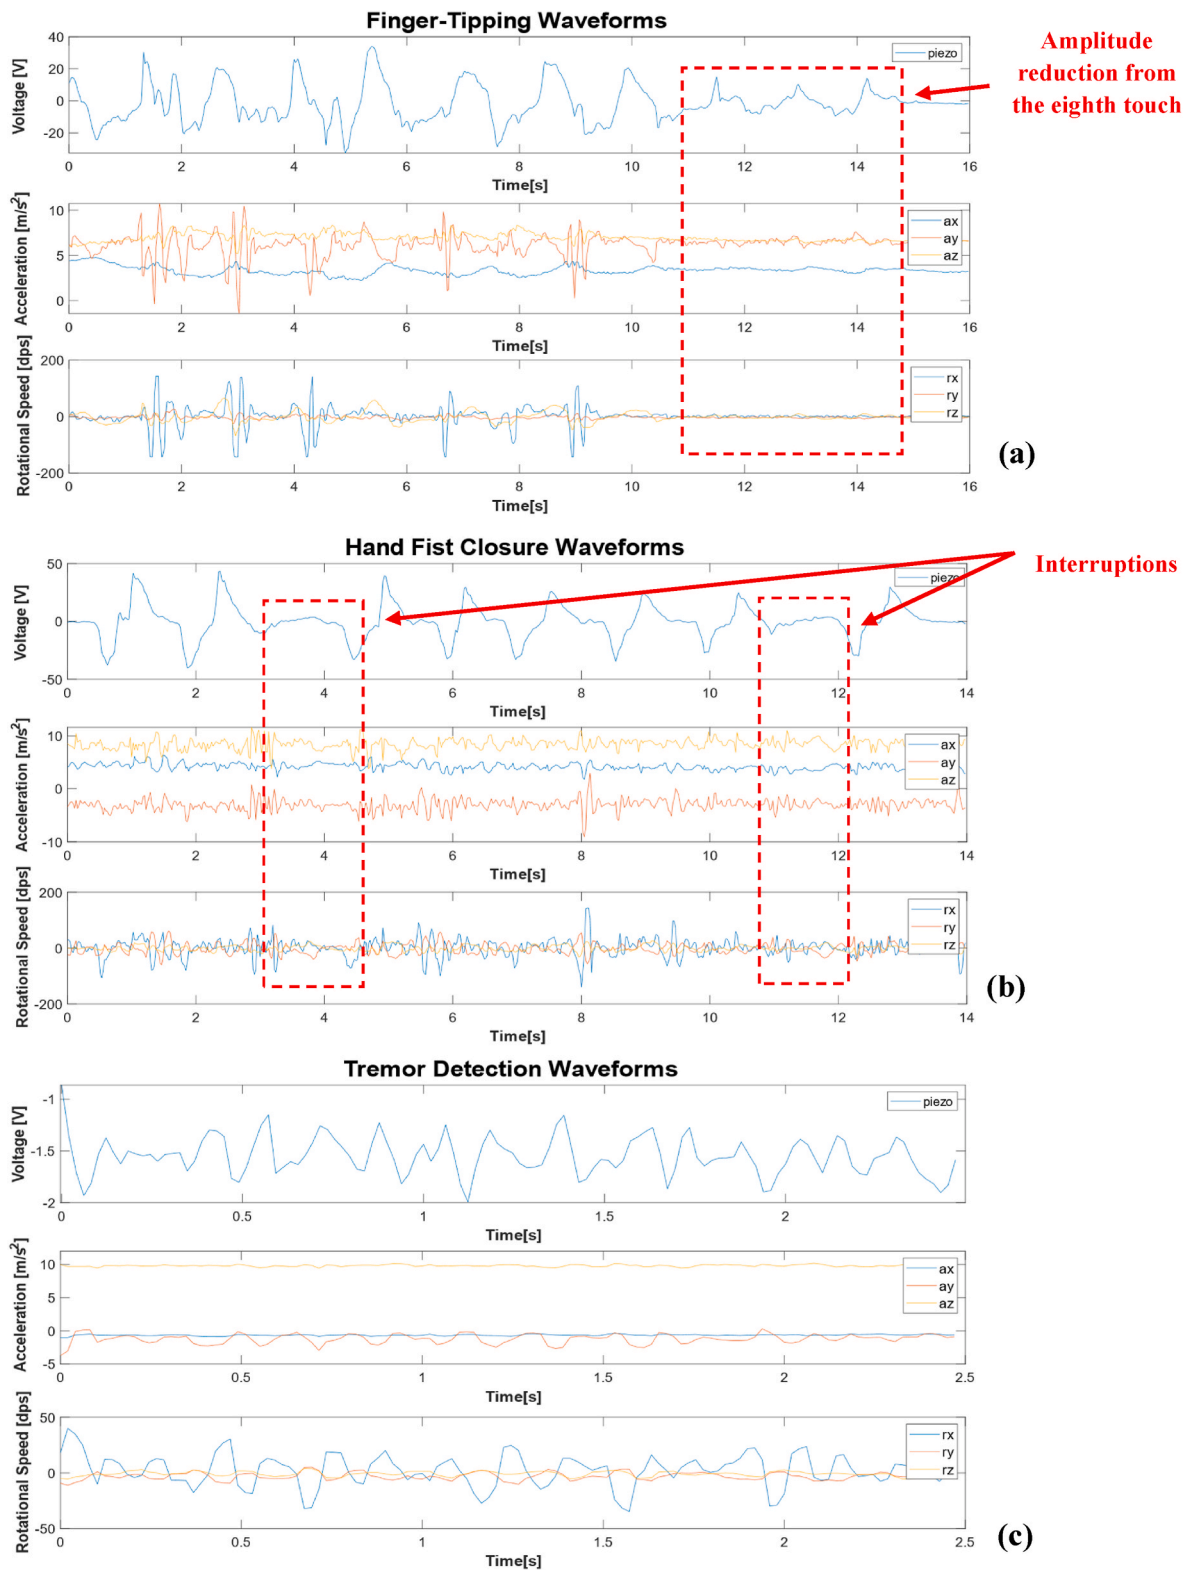 Finger-Tipping Waveforms
Amplitude
reduction from
the eighth touch
Voltage [V]
40
20
0
-20
piezo
0 2 4 6 8 10 12 14 16
Time[s]
Acceleration [m/s²]
10
5
0
ax
ay
az
0 2 4 6 8 10 12 14 16
Time[s]
Rotational Speed [dps]
200
0
-200
rx
ry
rz
0 2 4 6 8 10 12 14 16
Time[s]
(a)
Hand Fist Closure Waveforms
Interruptions
Voltage [V]
50
0
-50
piezo
0 2 4 6 8 10 12 14
Time[s]
Acceleration [m/s²]
10
0
-10
ax
ay
az
0 2 4 6 8 10 12 14
Time[s]
Rotational Speed [dps]
200
0
-200
rx
ry
rz
0 2 4 6 8 10 12 14
Time[s]
(b)
Tremor Detection Waveforms
Voltage [V]
-1
-1.5
-2
piezo
0 0.5 1 1.5 2
Time[s]
Acceleration [m/s²]
10
5
0
-5
ax
ay
az
0 0.5 1 1.5 2 2.5
Time[s]
Rotational Speed [dps]
50
0
-50
rx
ry
rz
0 0.5 1 1.5 2 2.5
Time[s]
(c)